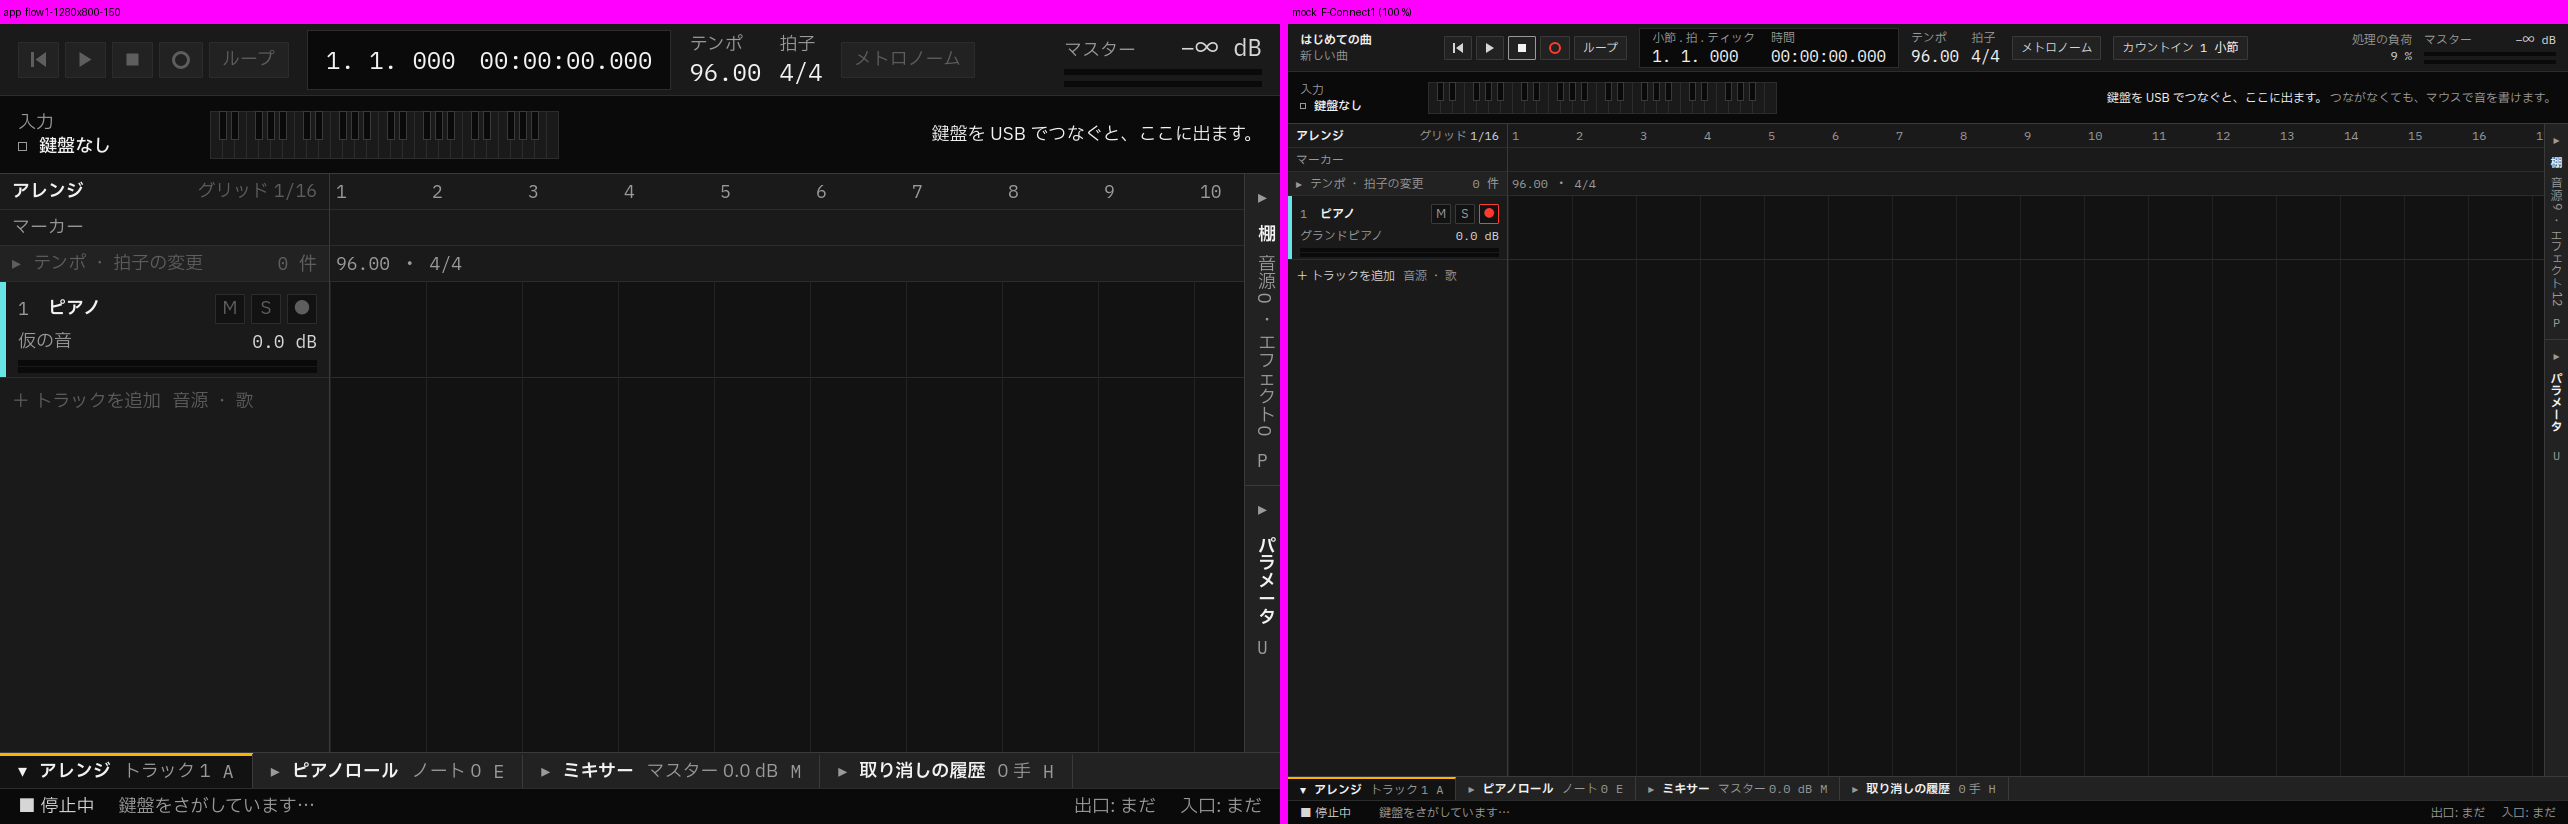 app flow1-1280x800-150
ループ
1. 1. 000 00:00:00.000
テンポ 拍子
96.00 4/4
メトロノーム
マスター −∞ dB
入力
鍵盤なし
鍵盤を USB でつなぐと、ここに出ます。
アレンジ グリッド 1/16
1 2 3 4 5 6 7 8 9 10
マーカー
▶ テンポ · 拍子の変更 0 件
96.00 • 4/4
1 ピアノ M S
仮の音 0.0 dB
＋トラックを追加 音源 · 歌
▶ 棚 音源 0 · エフェクト 0 P
▶ パラメータ U
▼ アレンジ トラック 1 A
▶ ピアノロール ノート 0 E
▶ ミキサー マスター 0.0 dB M
▶ 取り消しの履歴 0 手 H
■ 停止中 鍵盤をさがしています…
出口: まだ 入口: まだ
mock F-Connect1 (100%)
はじめての曲
新しい曲
ループ
小節 . 拍 . ティック 時間
1. 1. 000 00:00:00.000
テンポ 拍子
96.00 4/4
メトロノーム
カウントイン 1 小節
処理の負荷
9 %
マスター −∞ dB
入力
鍵盤なし
鍵盤を USB でつなぐと、ここに出ます。 つながなくても、マウスで音を書けます。
アレンジ グリッド 1/16
1 2 3 4 5 6 7 8 9 10 11 12 13 14 15 16 1
マーカー
▶ テンポ · 拍子の変更 0 件
96.00 • 4/4
1 ピアノ M S
グランドピアノ 0.0 dB
＋トラックを追加 音源 · 歌
▶ 棚 音源 9 · エフェクト 12 P
▶ パラメータ U
▼ アレンジ トラック 1 A
▶ ピアノロール ノート 0 E
▶ ミキサー マスター 0.0 dB M
▶ 取り消しの履歴 0 手 H
■ 停止中 鍵盤をさがしています…
出口: まだ 入口: まだ